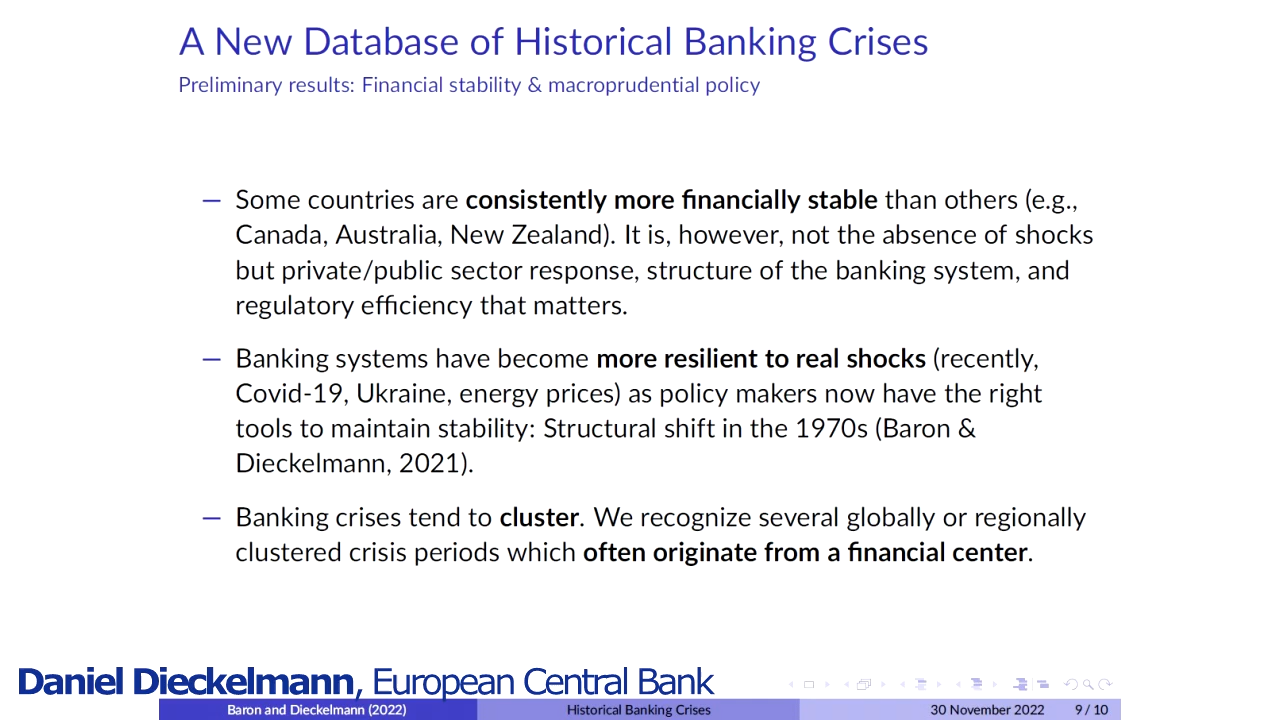 A New Database of Historical Banking Crises
Preliminary results: Financial stability & macroprudential policy
– Some countries are consistently more financially stable than others (e.g.,
Canada, Australia, New Zealand). It is, however, not the absence of shocks
but private/public sector response, structure of the banking system, and
regulatory efficiency that matters.
– Banking systems have become more resilient to real shocks (recently,
Covid-19, Ukraine, energy prices) as policy makers now have the right
tools to maintain stability: Structural shift in the 1970s (Baron &
Dieckelmann, 2021).
– Banking crises tend to cluster. We recognize several globally or regionally
clustered crisis periods which often originate from a financial center.
Daniel Dieckelmann, European Central Bank
Baron and Dieckelmann (2022) Historical Banking Crises 30 November 2022 9 / 10